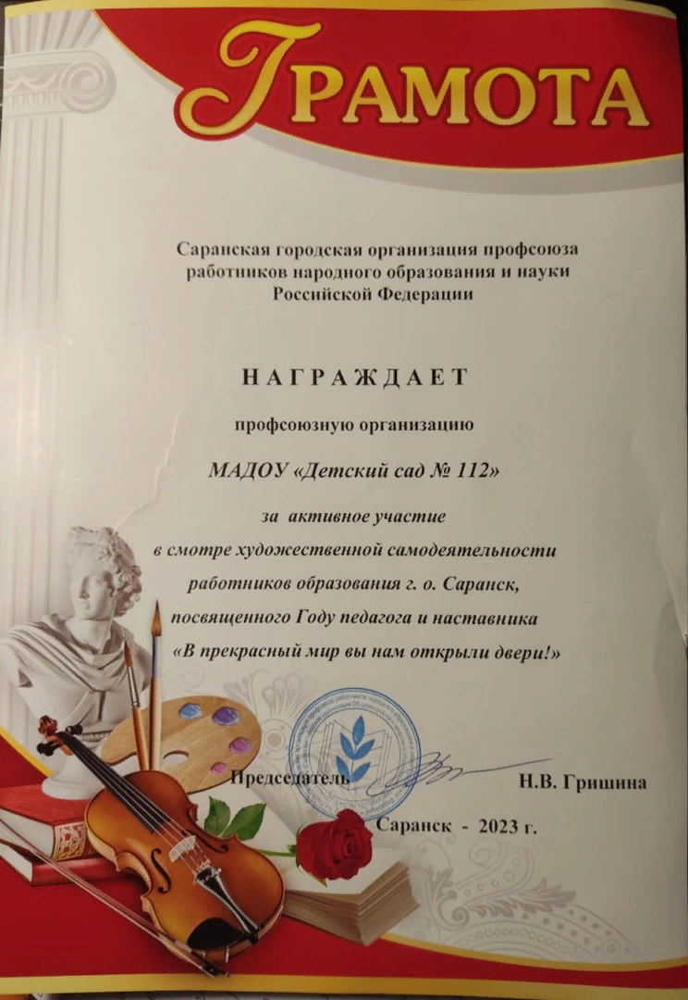 ГРАМОТА
Саранская городская организация профсоюза
работников народного образования и науки
Российской Федерации
НАГРАЖДАЕТ
профсоюзную организацию
МАДОУ «Детский сад № 112»
за активное участие
в смотре художественной самодеятельности
работников образования г. о. Саранск,
посвященного Году педагога и наставника
«В прекрасный мир вы нам открыли двери!»
Председатель Н.В. Гришина
Саранск - 2023 г.